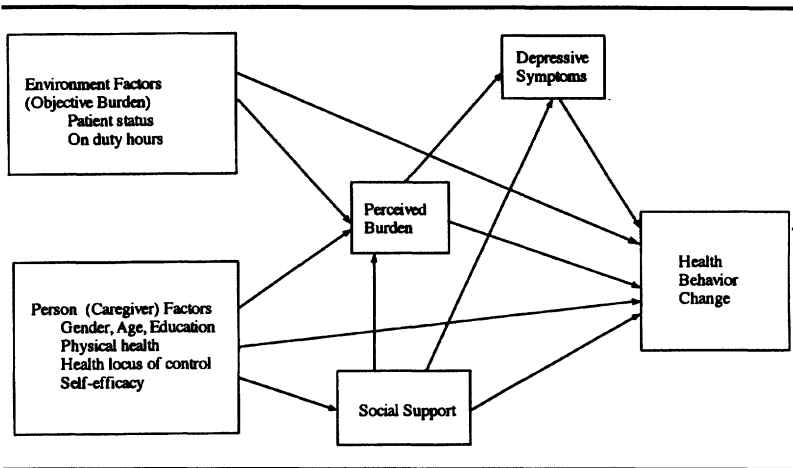 Environment Factors
(Objective Burden)
Patient status
On duty hours
Depressive
Symptoms
Perceived
Burden
Person (Caregiver) Factors
Gender, Age, Education
Physical health
Health locus of control
Self-efficacy
Social Support
Health
Behavior
Change